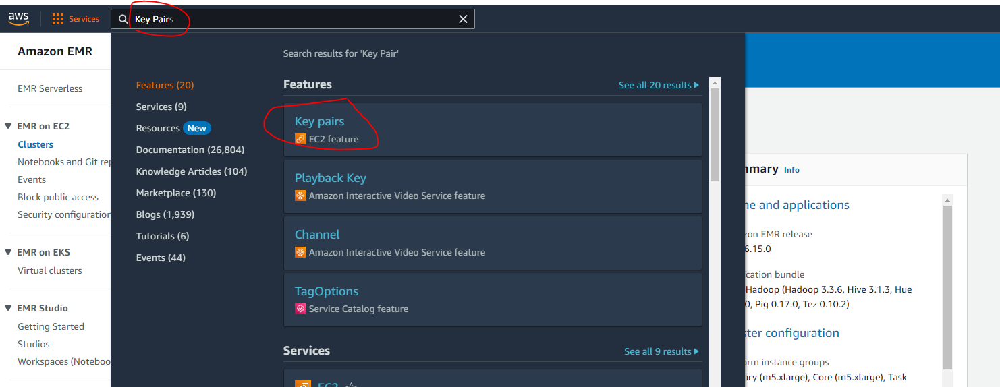 aws
Services
Key Pairs
Amazon EMR
EMR Serverless
EMR on EC2
Clusters
Notebooks and Git rep
Events
Block public access
Security configuration
EMR on EKS
Virtual clusters
EMR Studio
Getting Started
Studios
Workspaces (Noteboo
Search results for 'Key Pair'
Features (20)
Services (9)
Resources New
Documentation (26,804)
Knowledge Articles (104)
Marketplace (130)
Blogs (1,939)
Tutorials (6)
Events (44)
Features
See all 20 results
Key pairs
EC2 feature
Playback Key
Amazon Interactive Video Service feature
Channel
Amazon Interactive Video Service feature
TagOptions
Service Catalog feature
Services
See all 9 results
EC2
mmary Info
ne and applications
zon EMR release
6.15.0
cation bundle
Hadoop (Hadoop 3.3.6, Hive 3.1.3, Hue
0, Pig 0.17.0, Tez 0.10.2)
ter configuration
rm instance groups
ary (m5.xlarge), Core (m5.xlarge), Task